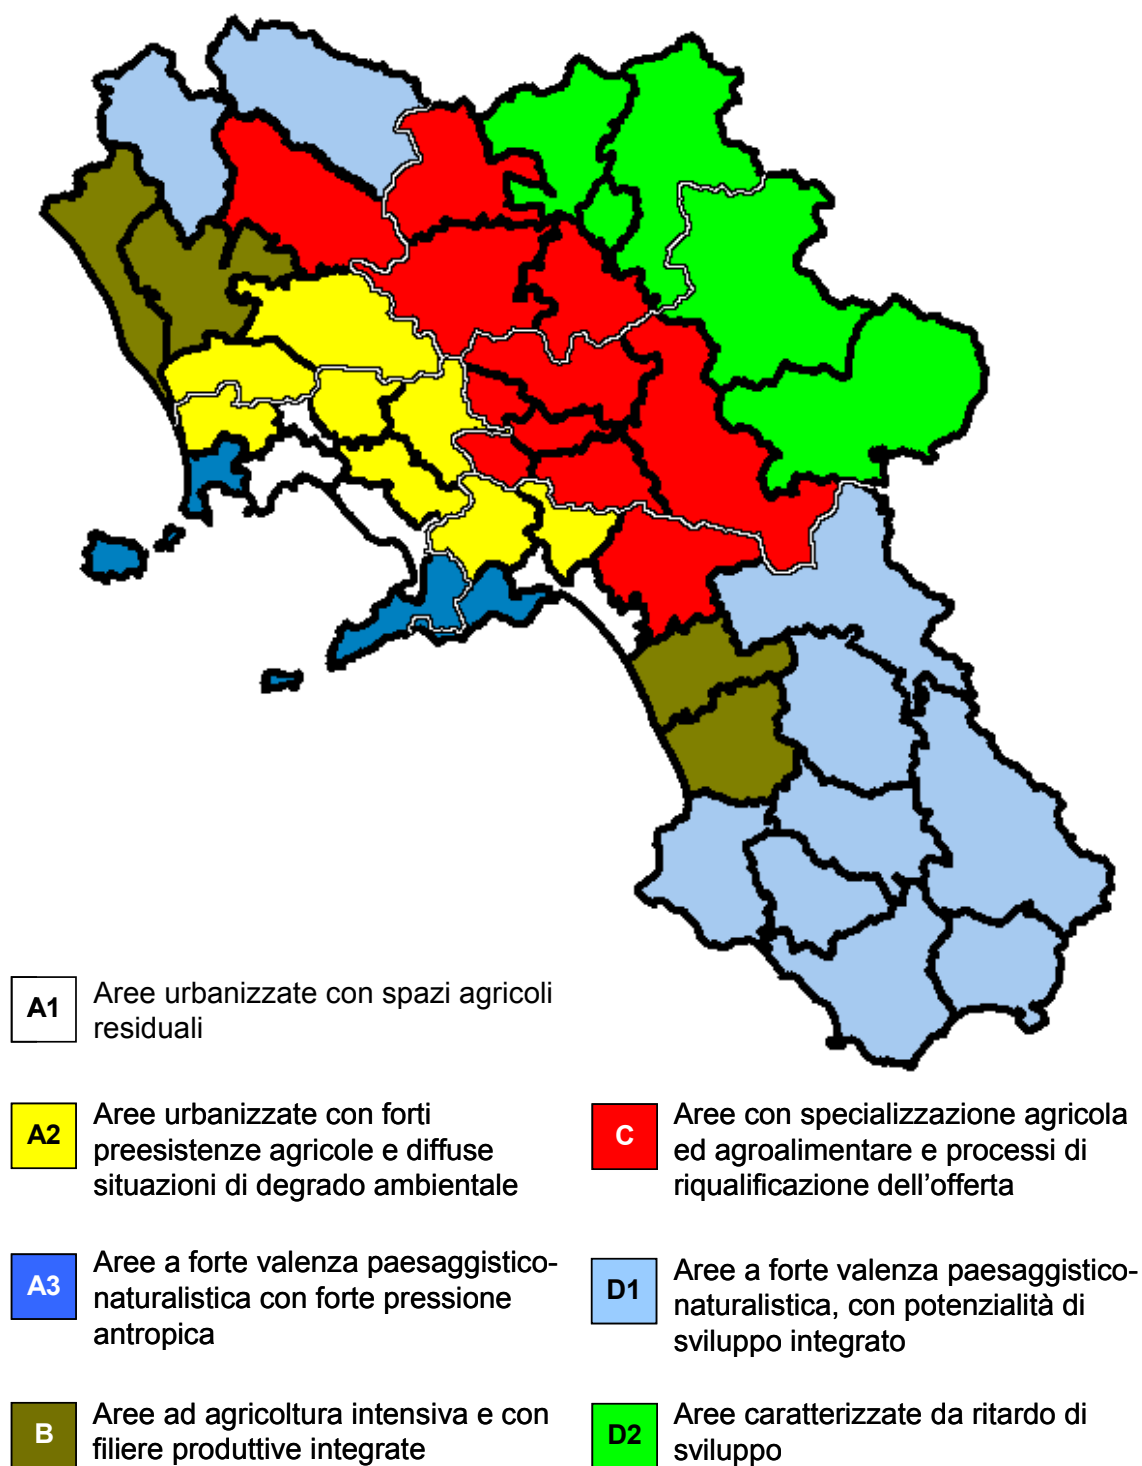 A1
Aree urbanizzate con spazi agricoli
residuali
A2
Aree urbanizzate con forti
preesistenze agricole e diffuse
situazioni di degrado ambientale
A3
Aree a forte valenza paesaggistico-
naturalistica con forte pressione
antropica
B
Aree ad agricoltura intensiva e con
filiere produttive integrate
C
Aree con specializzazione agricola
ed agroalimentare e processi di
riqualificazione dell'offerta
D1
Aree a forte valenza paesaggistico-
naturalistica, con potenzialità di
sviluppo integrato
D2
Aree caratterizzate da ritardo di
sviluppo